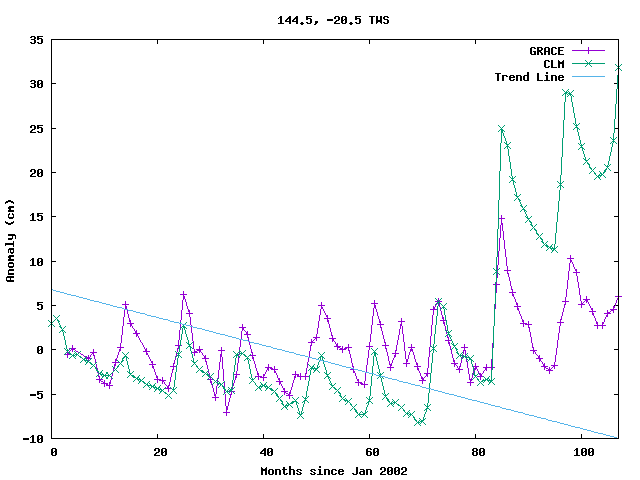 144.5, -20.5 TWS
GRACE
CLM
Trend Line
Anomaly (cm)
35
30
25
20
15
10
5
0
-5
-10
0 20 40 60 80 100
Months since Jan 2002